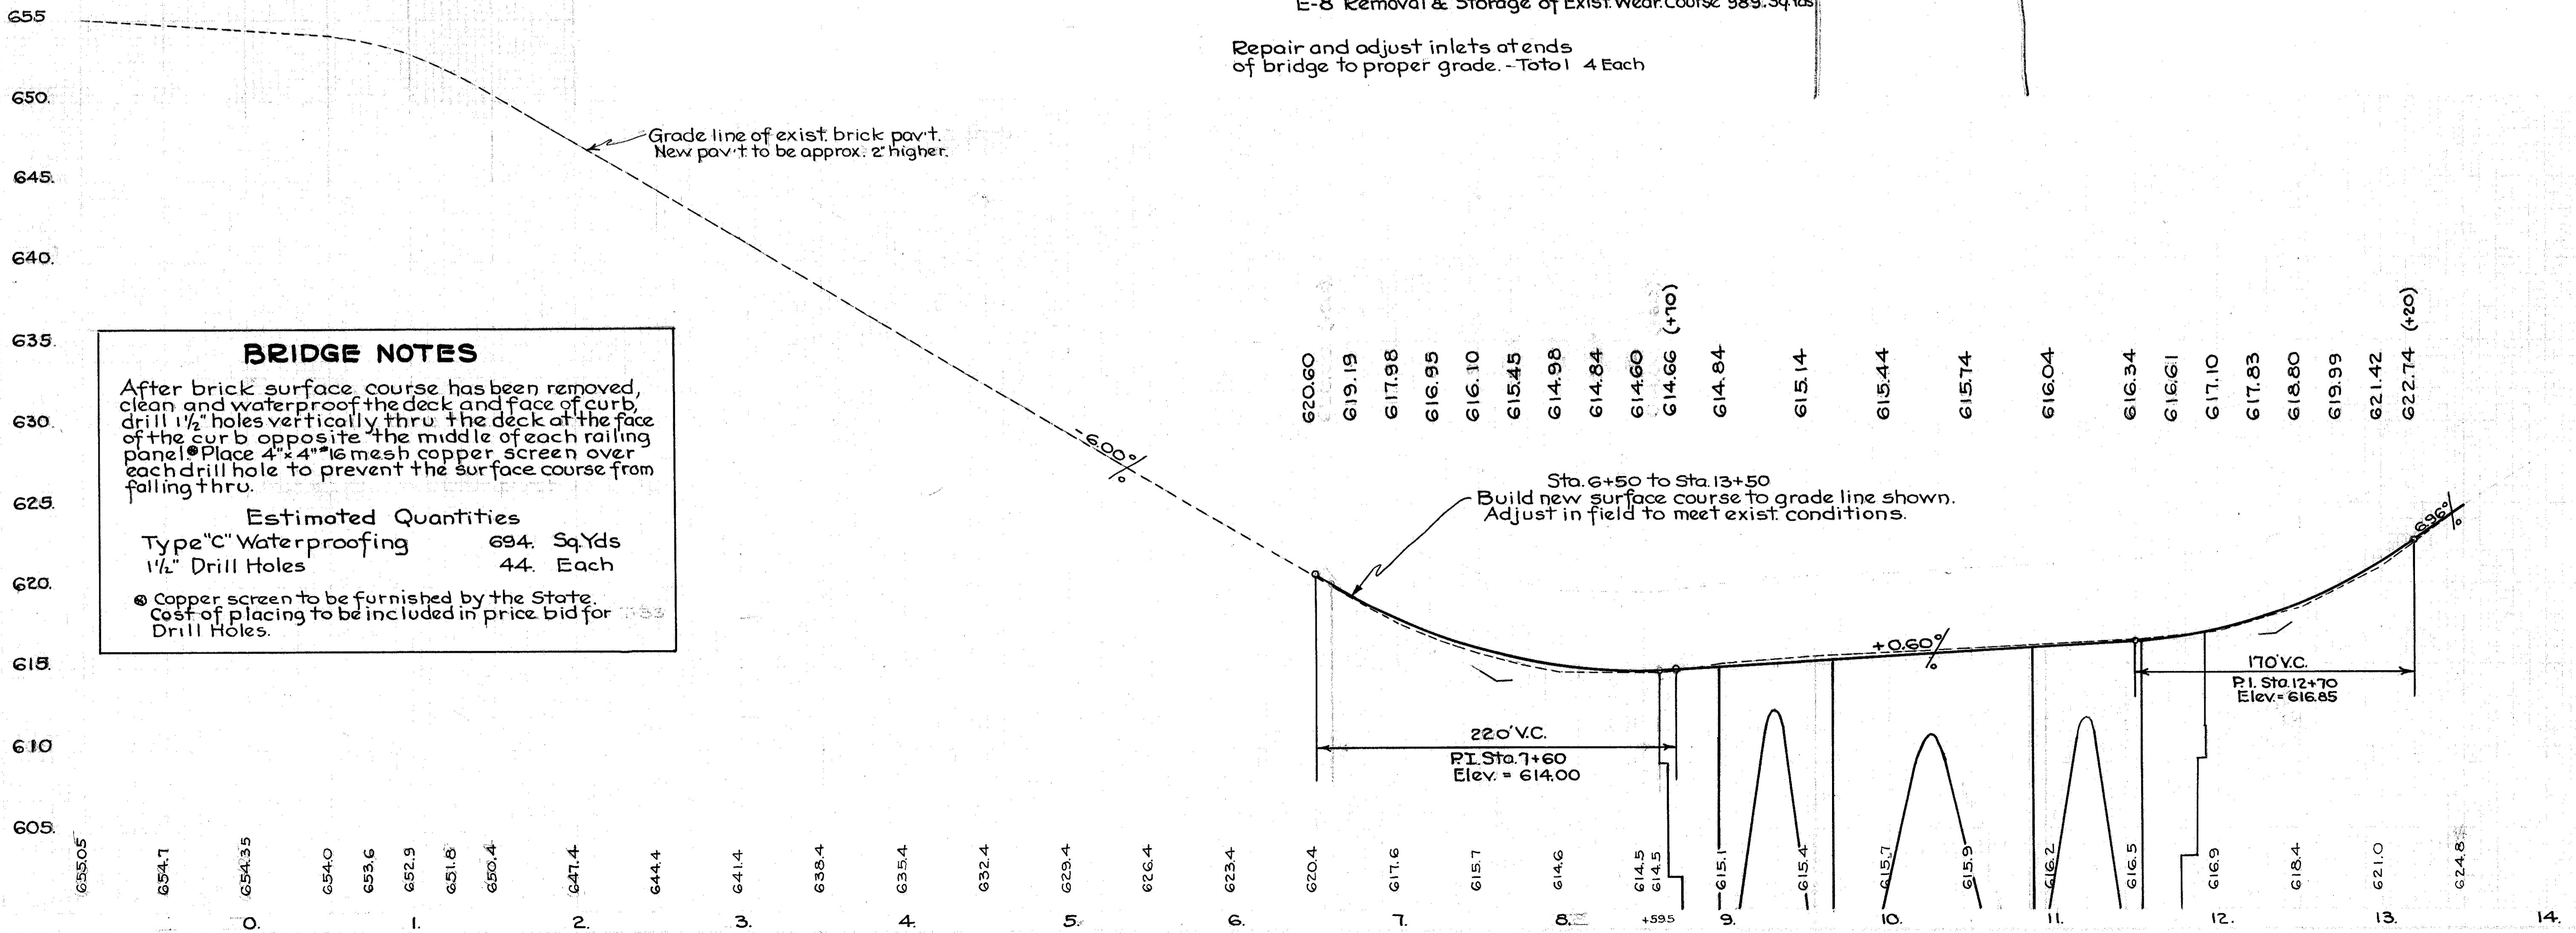 E-8 Removal & Storage of Exist. Wear. Course 989. Sq. Yds
Repair and adjust inlets at ends
of bridge to proper grade. - Total 4 Each
655
650.
645.
640.
635.
630.
625.
620.
615.
610
605.
Grade line of exist. brick pav't.
New pav't to be approx. 2" higher.
BRIDGE NOTES
After brick surface course has been removed,
clean and waterproof the deck and face of curb,
drill 1½" holes vertically thru the deck at the face
of the curb opposite the middle of each railing
panel.⊗ Place 4" x 4" #16 mesh copper screen over
each drill hole to prevent the surface course from
falling thru.
Estimated Quantities
Type "C" Waterproofing 694. Sq. Yds
1½" Drill Holes 44. Each
⊗ Copper screen to be furnished by the State.
Cost of placing to be included in price bid for
Drill Holes.
-6.00%
620.60 619.19 617.98 616.95 616.10 615.45 614.98 614.84 614.60 614.66 (+70) 614.84 615.14 615.44 615.74 616.04 616.34 616.61 617.10 617.83 618.80 619.99 621.42 622.74 (+20)
Sta. 6+50 to Sta. 13+50
Build new surface course to grade line shown.
Adjust in field to meet exist. conditions.
6.96%
+0.60%
170' V.C.
P.I. Sta. 12+70
Elev. = 616.85
220' V.C.
P.I. Sta. 7+60
Elev. = 614.00
655.05 654.7 654.35 654.0 653.6 652.9 651.8 650.4 647.4 644.4 641.4 638.4 635.4 632.4 629.4 626.4 623.4 620.4 617.6 615.7 614.6 614.5 614.5 615.1 615.4 615.7 615.9 616.2 616.5 616.9 618.4 621.0 624.8
0. 1. 2. 3. 4. 5. 6. 7. 8. +59.5 9. 10. 11. 12. 13. 14.